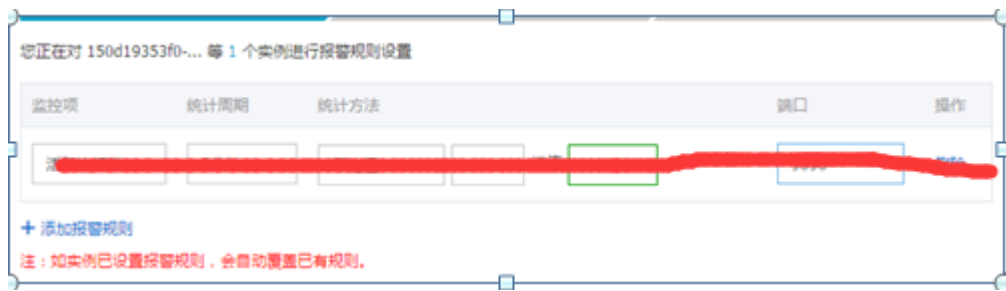 您正在对 150d19353f0-... 等 1 个实例进行报警规则设置
监控项 统计周期 统计方法 端口 操作
+ 添加报警规则
注：如实例已设置报警规则，会自动覆盖已有规则。